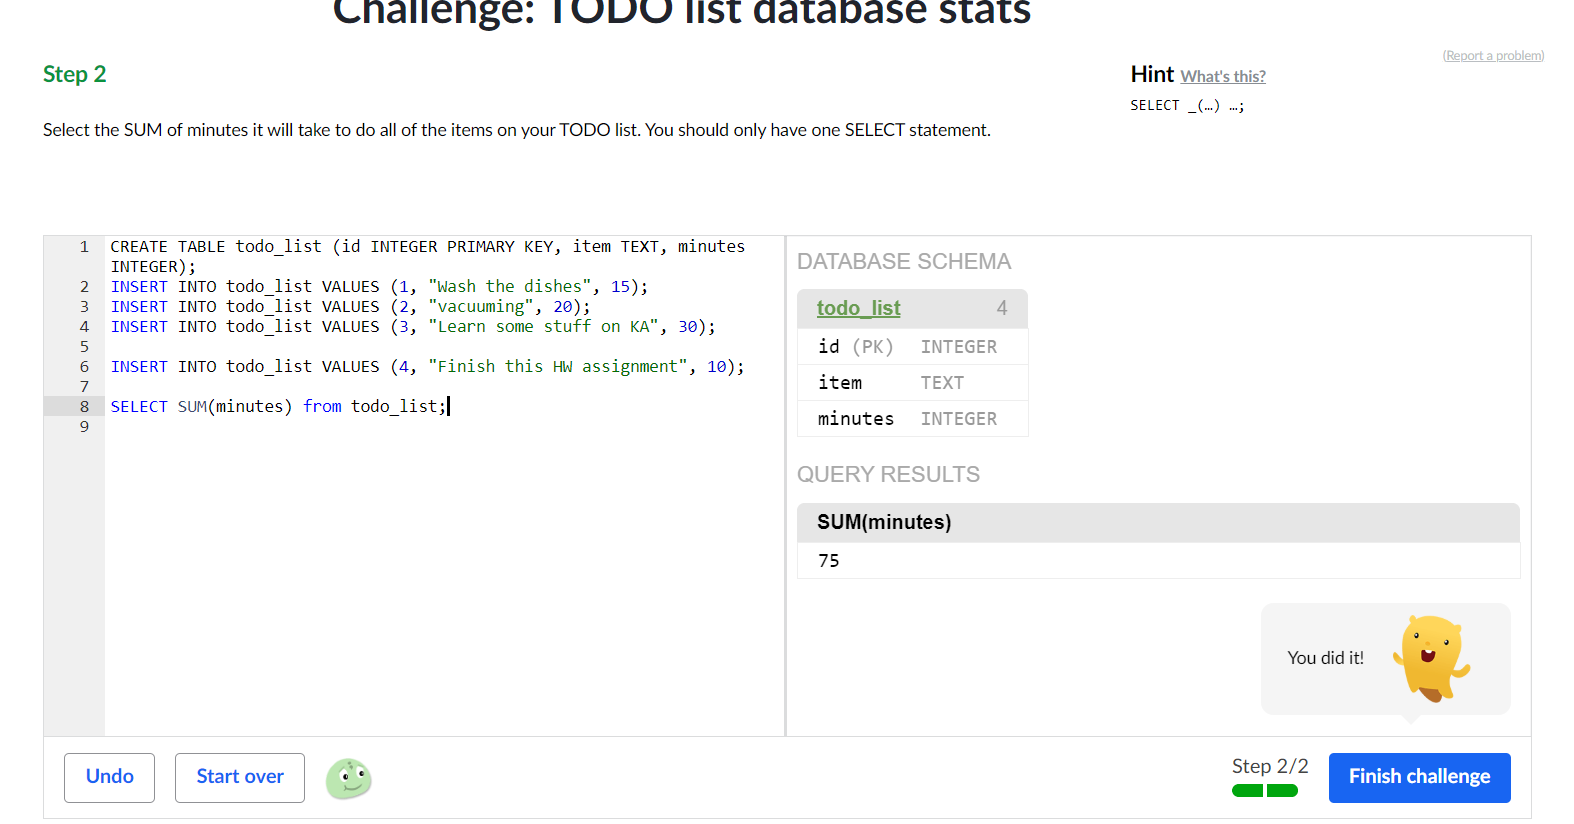 Challenge: TODO list database stats
(Report a problem)
Step 2
Hint What's this?
SELECT _(…) …;
Select the SUM of minutes it will take to do all of the items on your TODO list. You should only have one SELECT statement.
1 CREATE TABLE todo_list (id INTEGER PRIMARY KEY, item TEXT, minutes
INTEGER);
2 INSERT INTO todo_list VALUES (1, "Wash the dishes", 15);
3 INSERT INTO todo_list VALUES (2, "vacuuming", 20);
4 INSERT INTO todo_list VALUES (3, "Learn some stuff on KA", 30);
5
6 INSERT INTO todo_list VALUES (4, "Finish this HW assignment", 10);
7
8 SELECT SUM(minutes) from todo_list;
9
DATABASE SCHEMA
todo_list 4
id (PK) INTEGER
item TEXT
minutes INTEGER
QUERY RESULTS
SUM(minutes)
75
You did it!
Undo
Start over
Step 2/2
Finish challenge